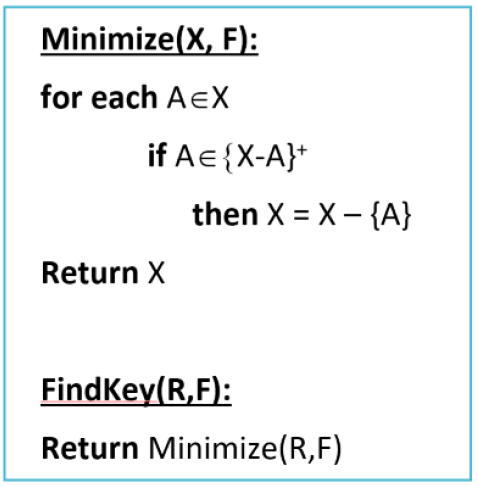 Minimize(X, F):
for each A∈X
if A∈{X-A}⁺
then X = X – {A}
Return X
FindKey(R,F):
Return Minimize(R,F)